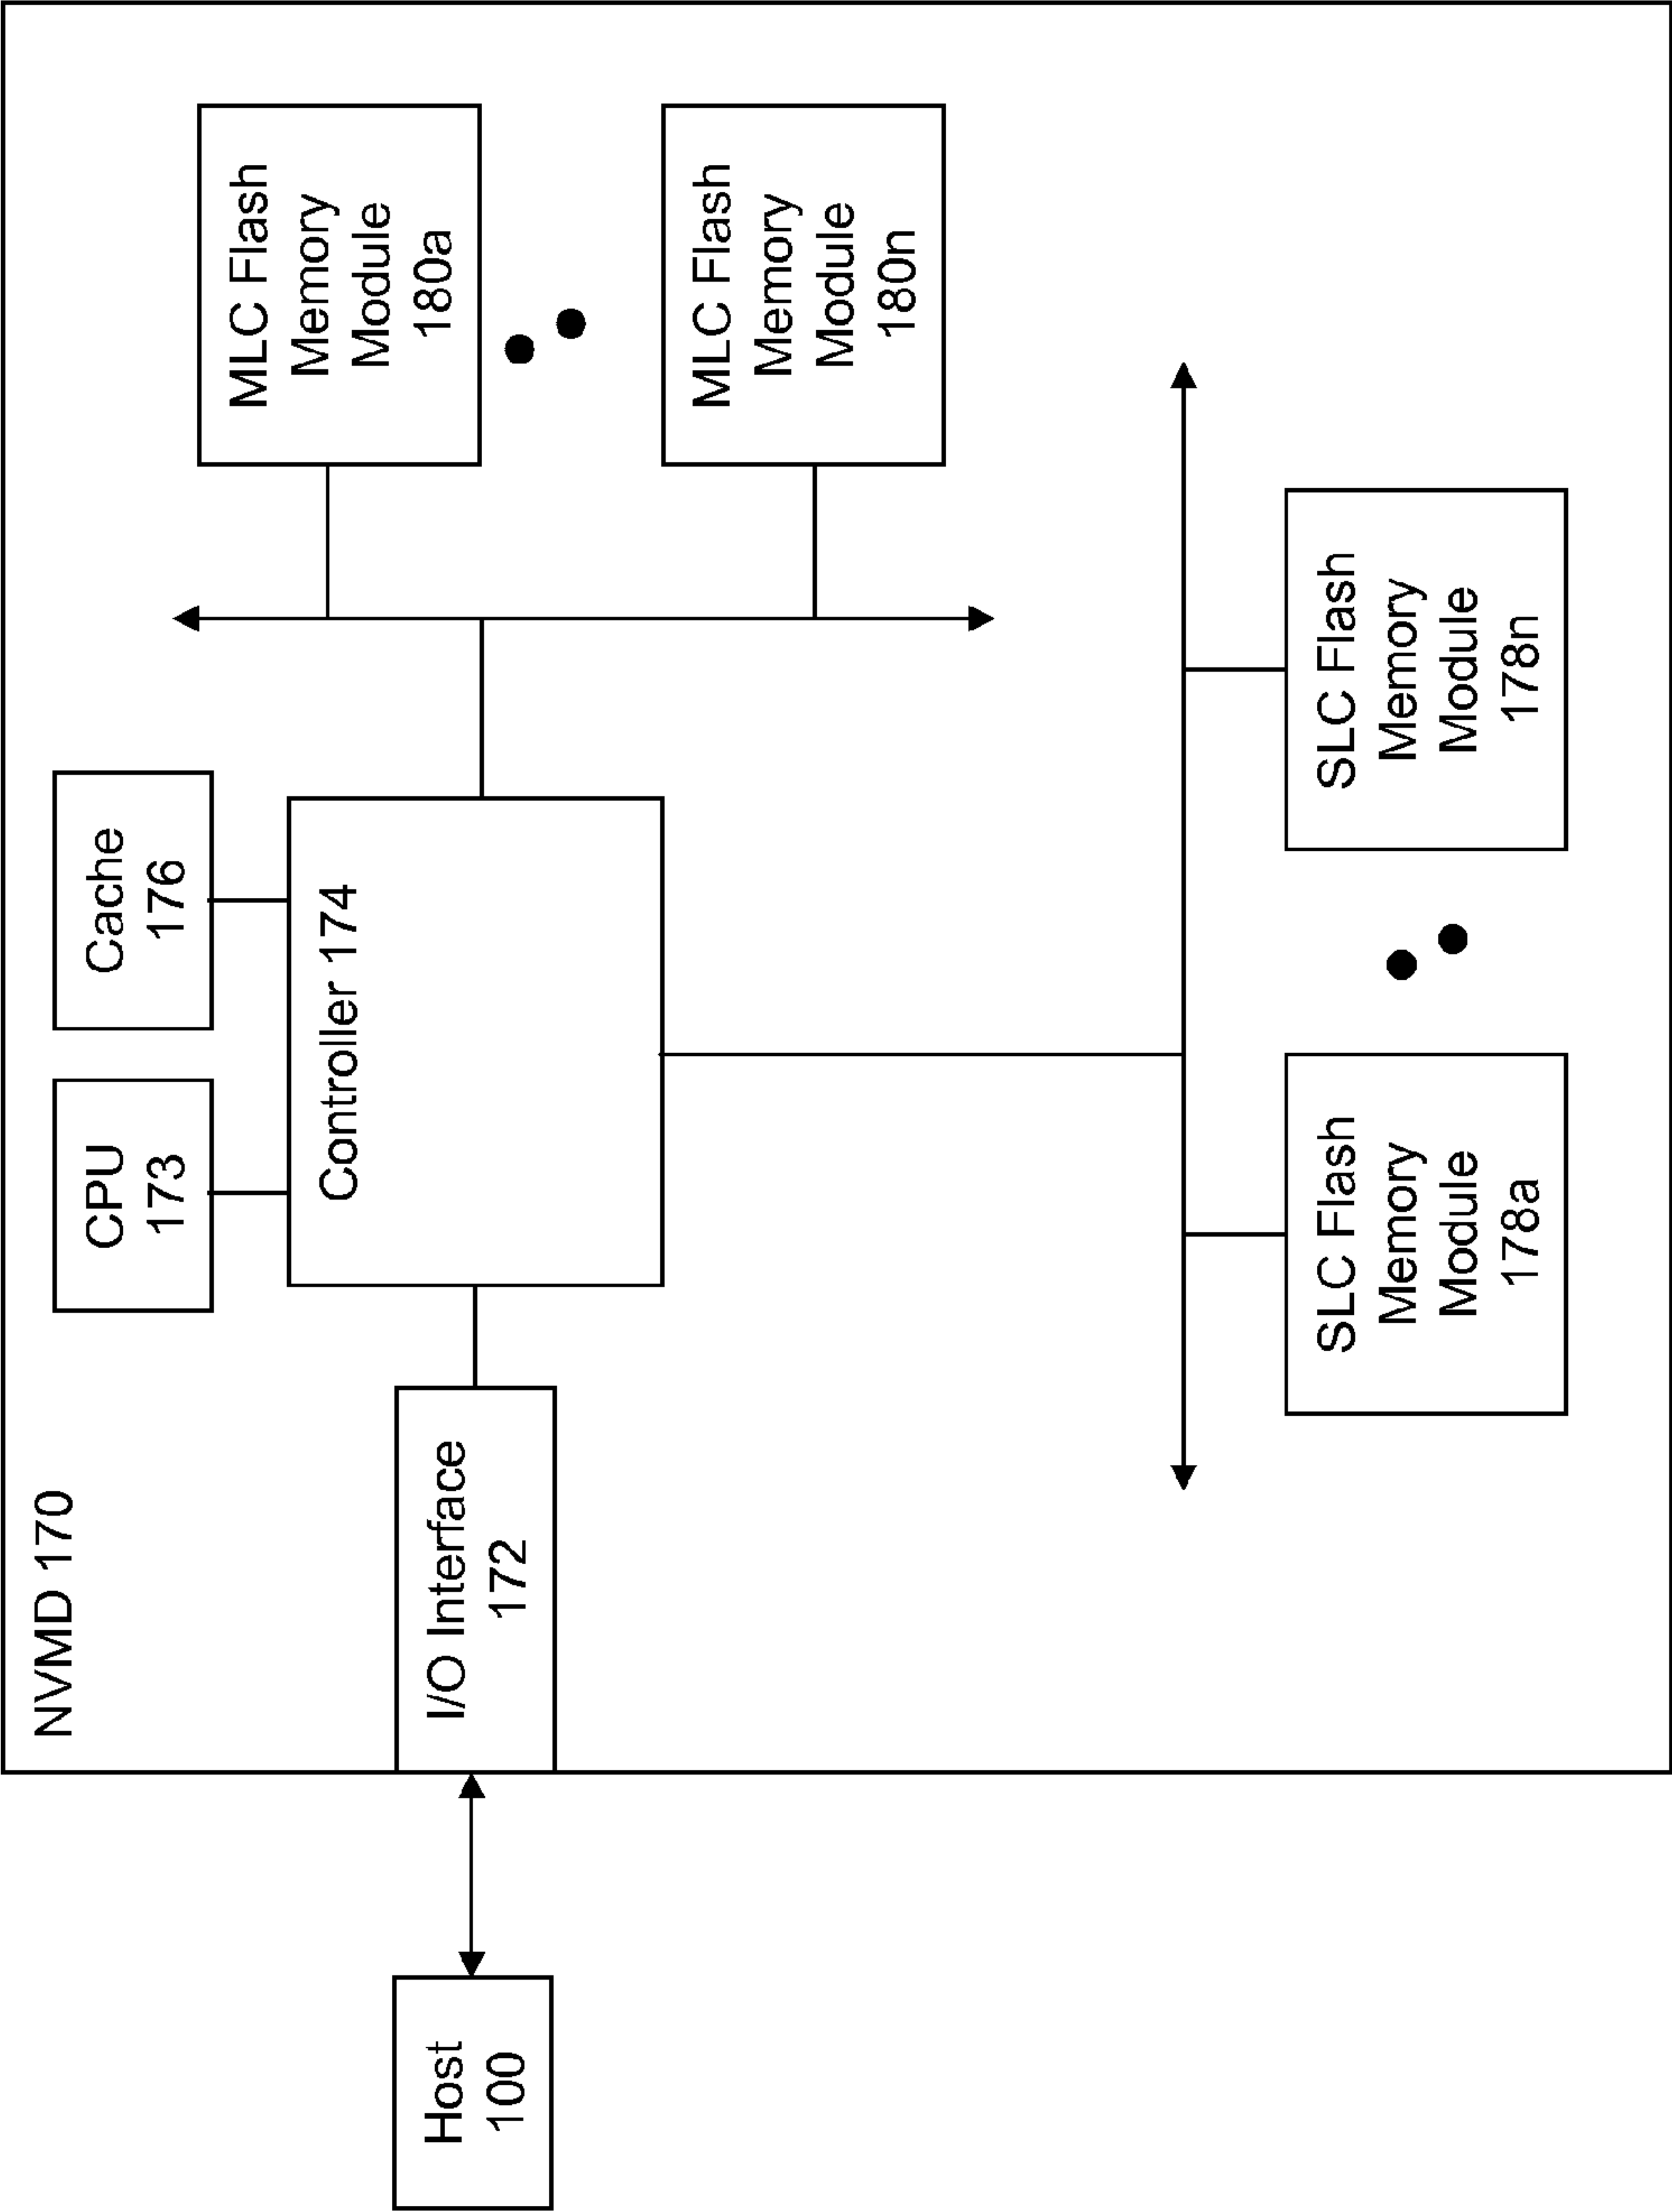 NVMD 170
CPU
173
Cache
176
Host
100
I/O Interface
172
Controller 174
MLC Flash
Memory
Module
180a
MLC Flash
Memory
Module
180n
SLC Flash
Memory
Module
178a
SLC Flash
Memory
Module
178n